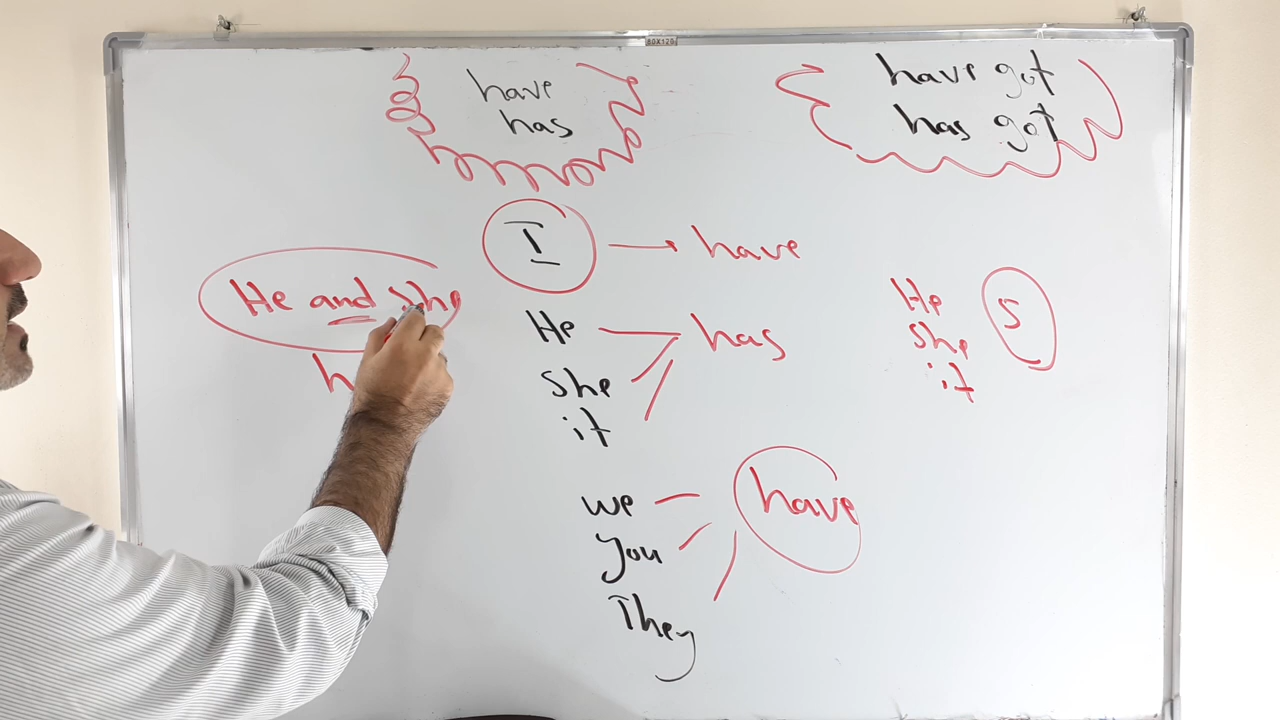 80X120
have
has
have got
has got
I have
He has
She
it
we have
you
They
He and she
h
He
she
it
s